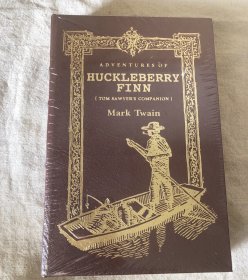 ADVENTURES OF
HUCKLEBERRY
FINN
[ TOM SAWYER'S COMPANION ]
Mark Twain